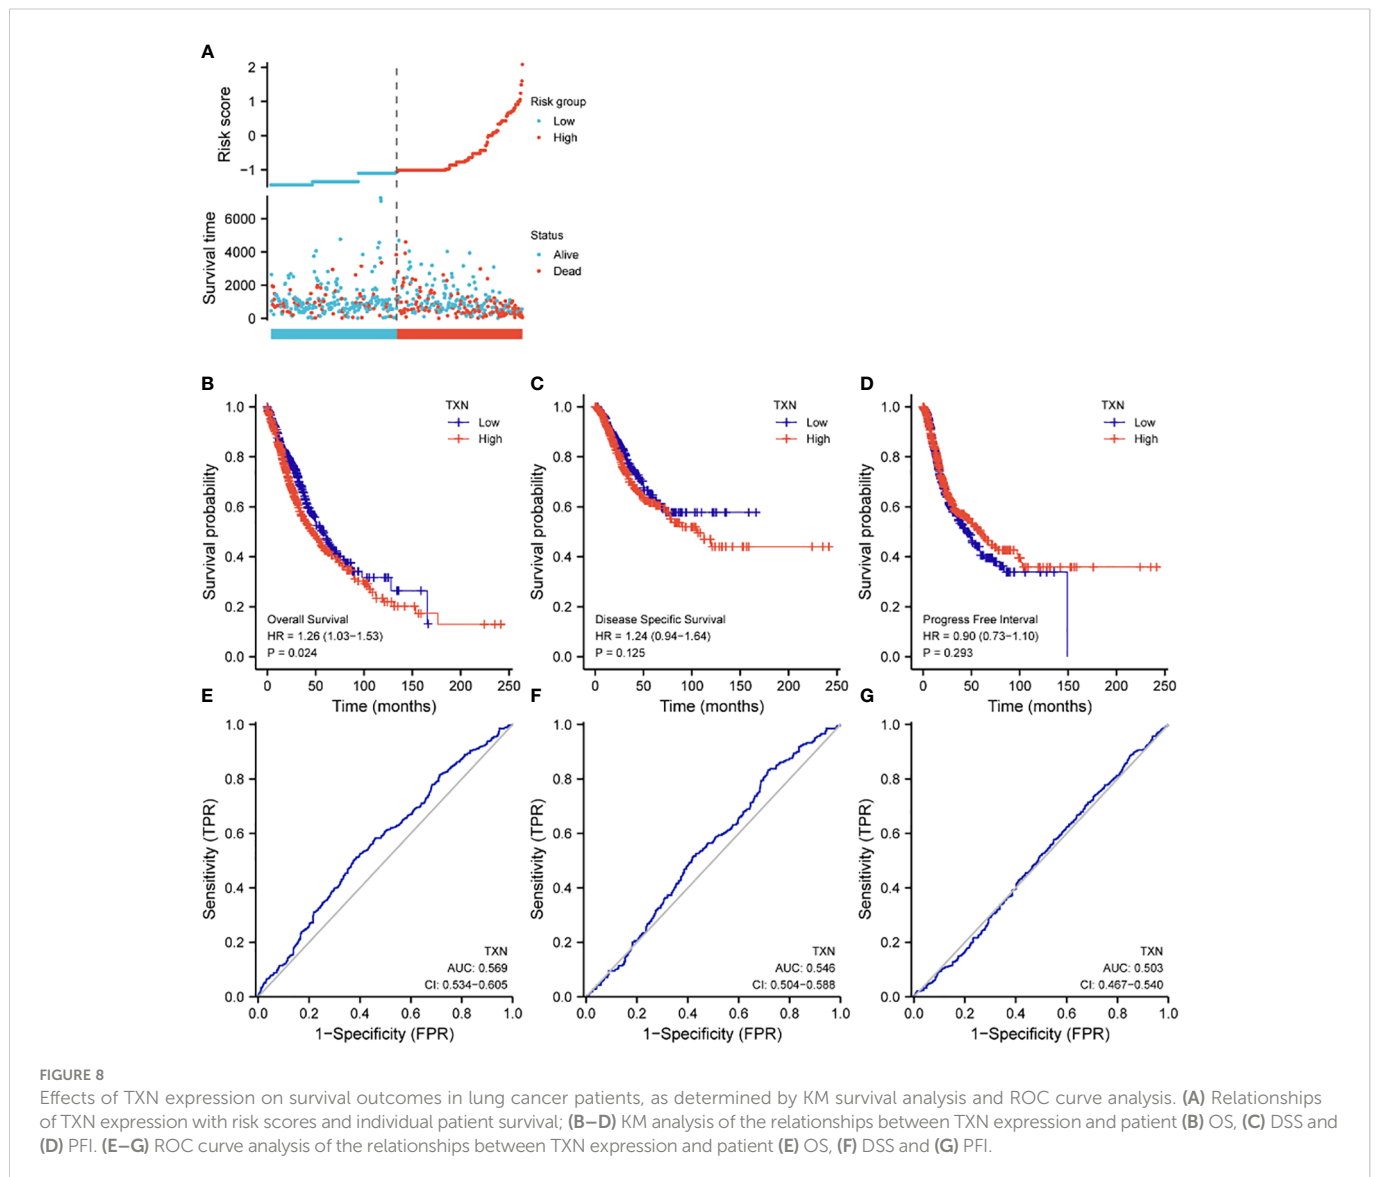 A
Risk score
2
1
0
−1
Risk group
Low
High
Survival time
6000
4000
2000
0
Status
Alive
Dead
B
Survival probability
1.0
0.8
0.6
0.4
0.2
0.0
TXN
Low
High
Overall Survival
HR = 1.26 (1.03−1.53)
P = 0.024
0 50 100 150 200 250
Time (months)
C
Survival probability
1.0
0.8
0.6
0.4
0.2
0.0
TXN
Low
High
Disease Specific Survival
HR = 1.24 (0.94−1.64)
P = 0.125
0 50 100 150 200 250
Time (months)
D
Survival probability
1.0
0.8
0.6
0.4
0.2
0.0
TXN
Low
High
Progress Free Interval
HR = 0.90 (0.73−1.10)
P = 0.293
0 50 100 150 200 250
Time (months)
E
Sensitivity (TPR)
1.0
0.8
0.6
0.4
0.2
0.0
TXN
AUC: 0.569
CI: 0.534−0.605
0.0 0.2 0.4 0.6 0.8 1.0
1−Specificity (FPR)
F
Sensitivity (TPR)
1.0
0.8
0.6
0.4
0.2
0.0
TXN
AUC: 0.546
CI: 0.504−0.588
0.0 0.2 0.4 0.6 0.8 1.0
1−Specificity (FPR)
G
Sensitivity (TPR)
1.0
0.8
0.6
0.4
0.2
0.0
TXN
AUC: 0.503
CI: 0.467−0.540
0.0 0.2 0.4 0.6 0.8 1.0
1−Specificity (FPR)
FIGURE 8
Effects of TXN expression on survival outcomes in lung cancer patients, as determined by KM survival analysis and ROC curve analysis. (A) Relationships
of TXN expression with risk scores and individual patient survival; (B–D) KM analysis of the relationships between TXN expression and patient (B) OS, (C) DSS and
(D) PFI. (E–G) ROC curve analysis of the relationships between TXN expression and patient (E) OS, (F) DSS and (G) PFI.